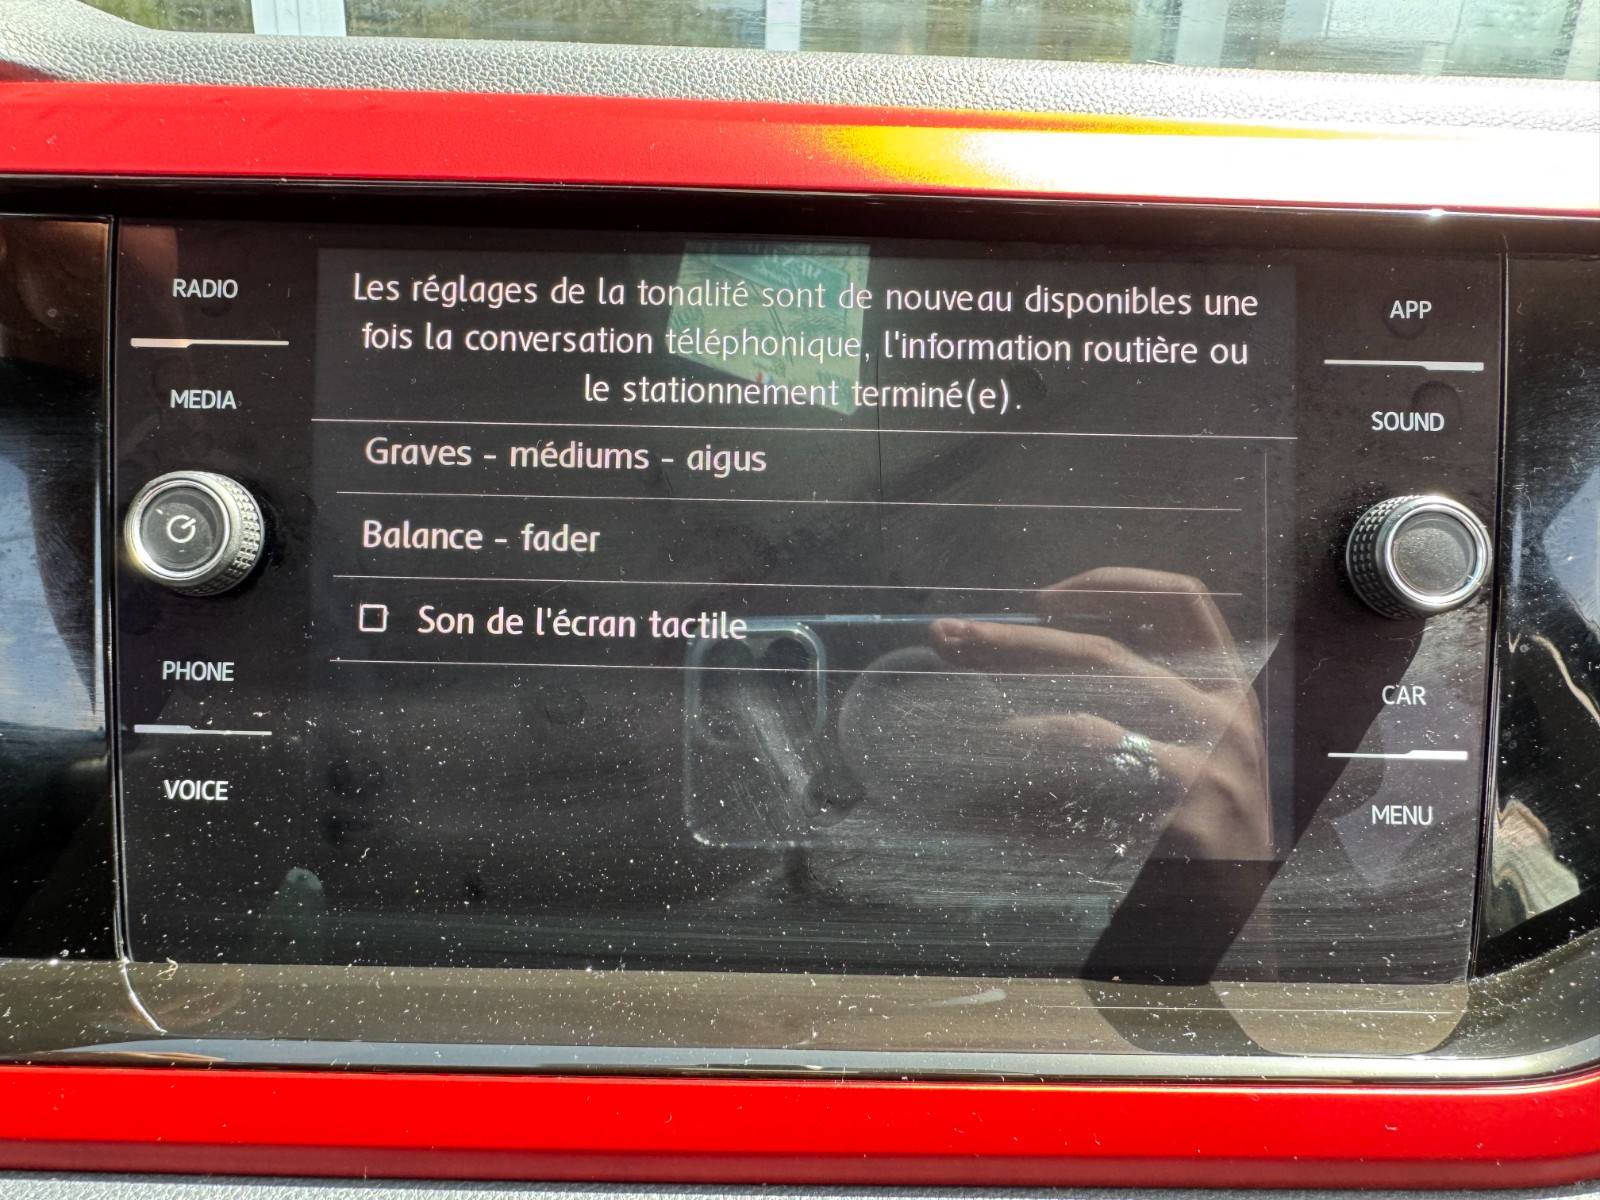 RADIO
MEDIA
PHONE
VOICE
Les réglages de la tonalité sont de nouveau disponibles une
fois la conversation téléphonique, l'information routière ou
le stationnement terminé(e).
Graves - médiums - aigus
Balance - fader
Son de l'écran tactile
APP
SOUND
CAR
MENU